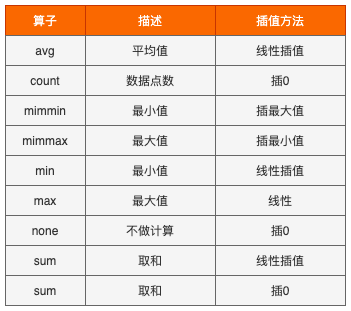 算子 描述 插值方法
avg 平均值 线性插值
count 数据点数 插0
mimmin 最小值 插最大值
mimmax 最大值 插最小值
min 最小值 线性插值
max 最大值 线性
none 不做计算 插0
sum 取和 线性插值
sum 取和 插0